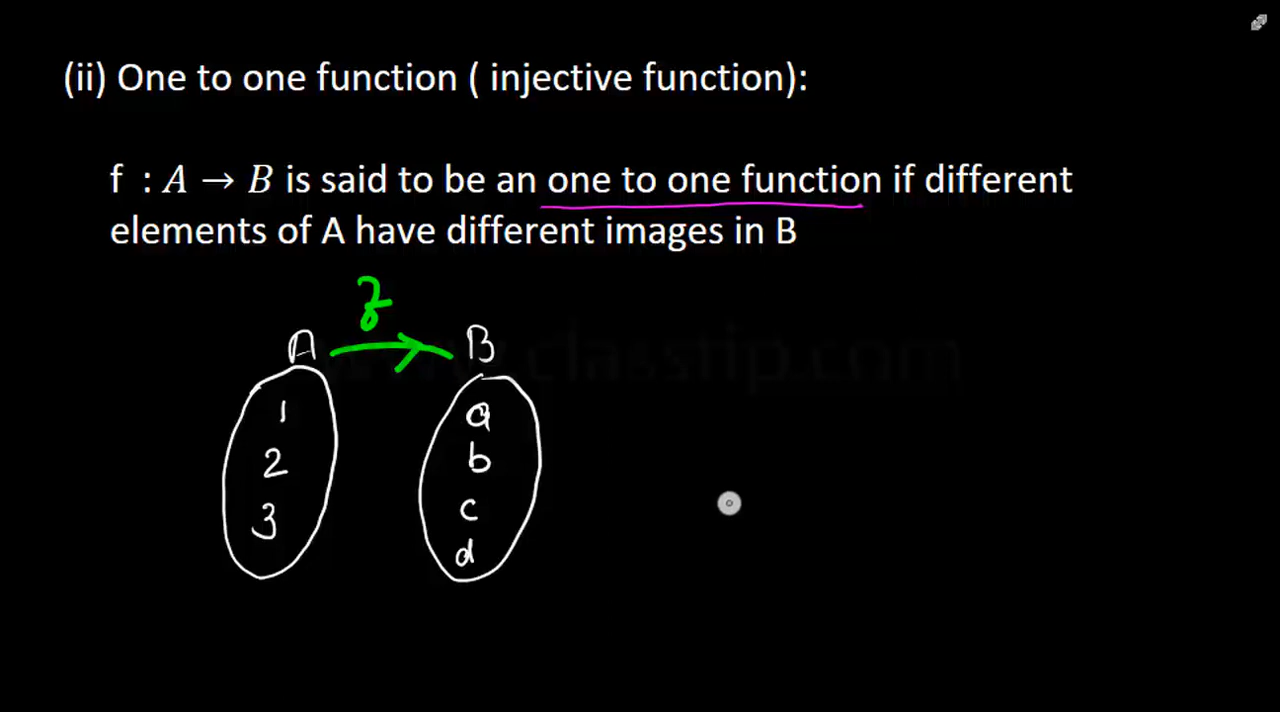 (ii) One to one function ( injective function):
f : A → B is said to be an one to one function if different
elements of A have different images in B
f
A B
1 a
2 b
3 c
d